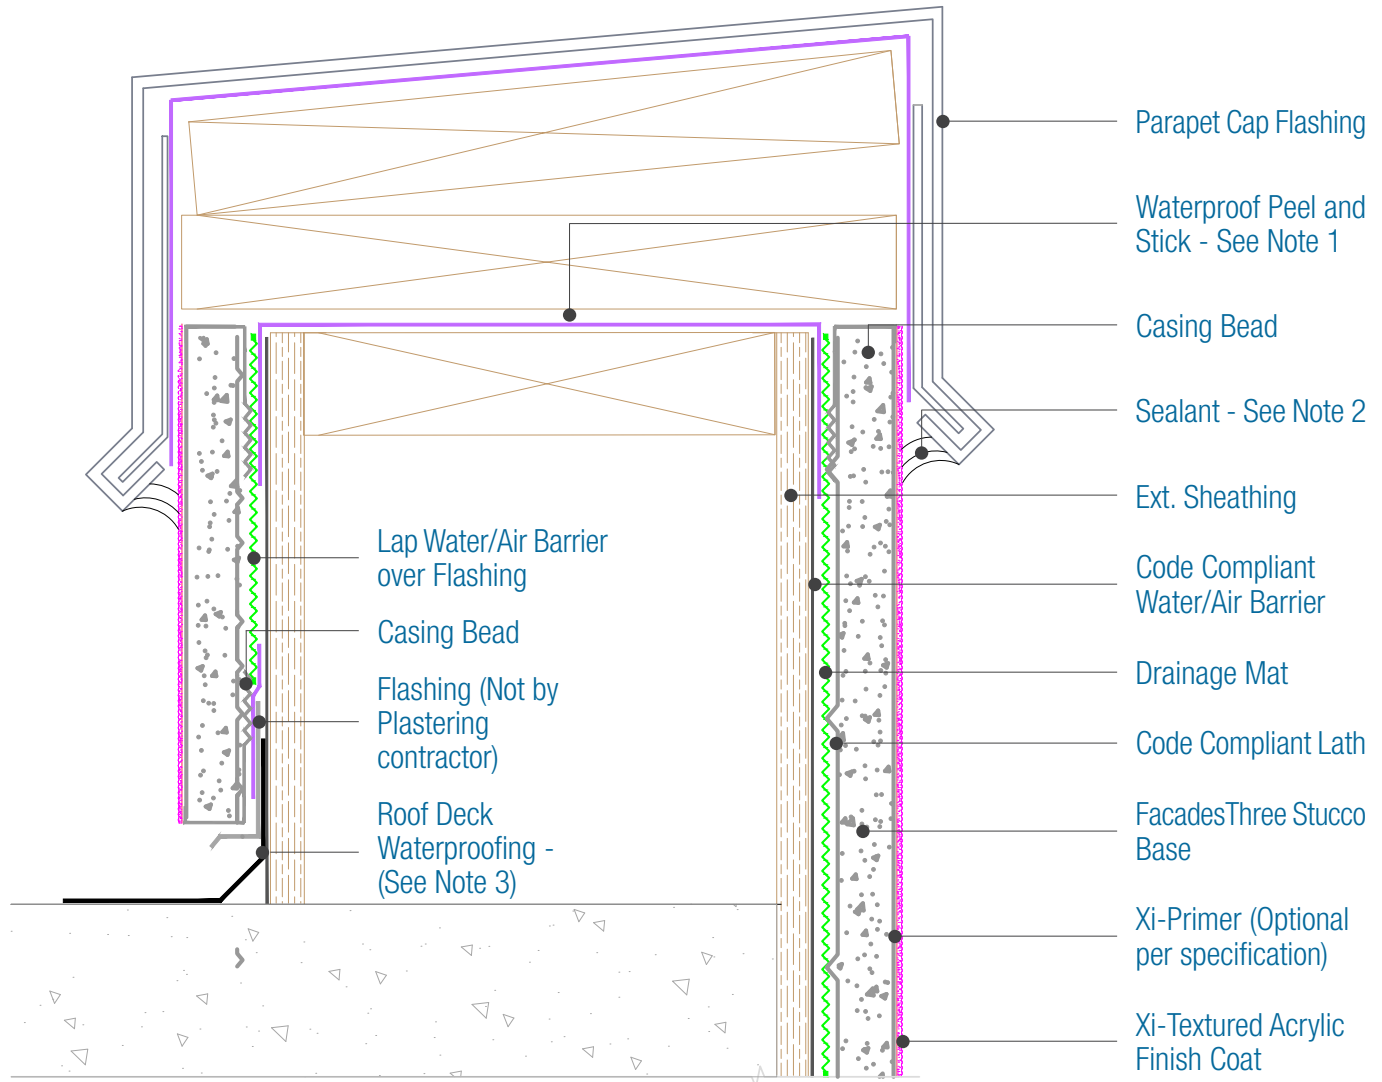 Parapet Cap Flashing
Waterproof Peel and
Stick - See Note 1
Casing Bead
Sealant - See Note 2
Ext. Sheathing
Code Compliant
Water/Air Barrier
Drainage Mat
Code Compliant Lath
FacadesThree Stucco
Base
Xi-Primer (Optional
per specification)
Xi-Textured Acrylic
Finish Coat
Lap Water/Air Barrier
over Flashing
Casing Bead
Flashing (Not by
Plastering
contractor)
Roof Deck
Waterproofing -
(See Note 3)